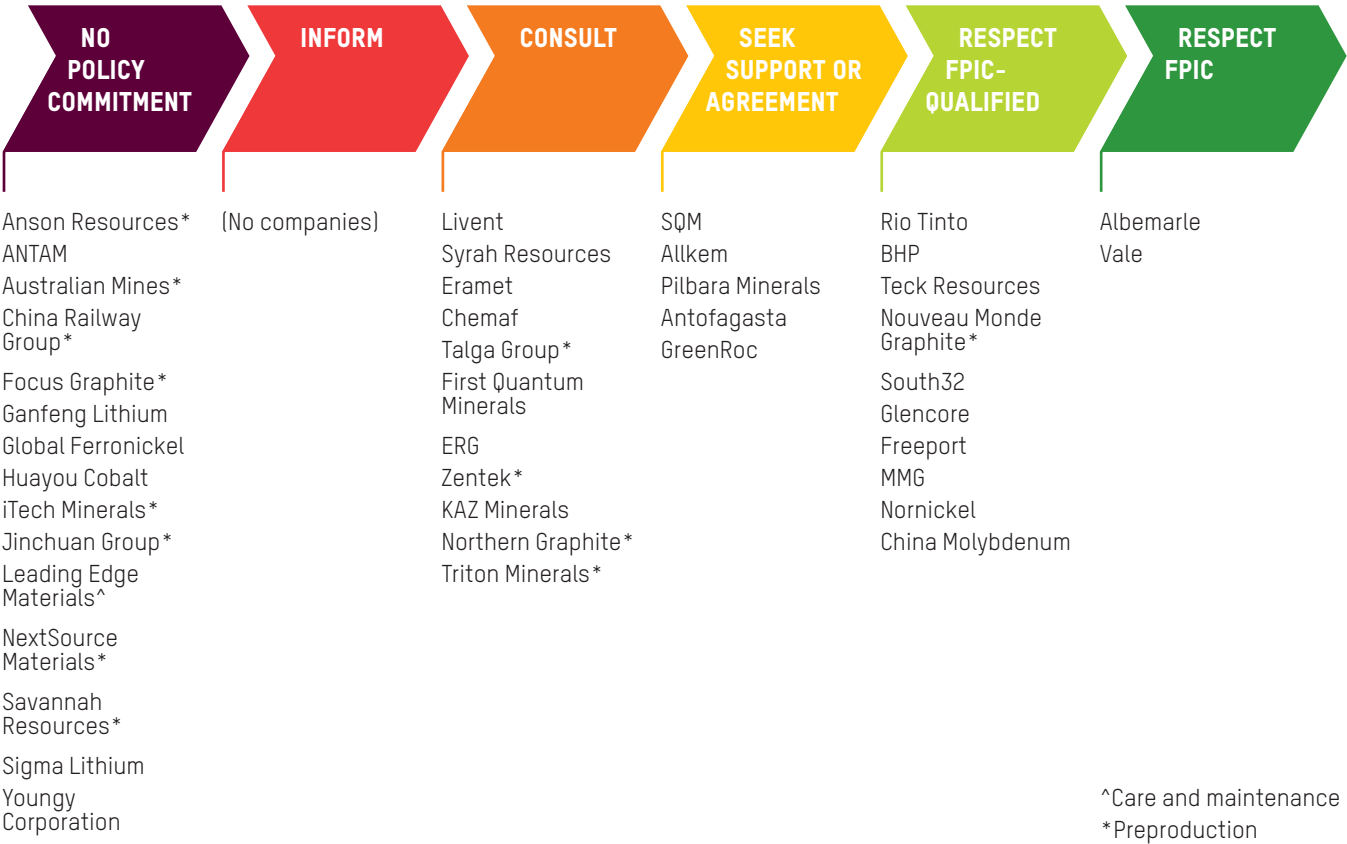 NO
POLICY
COMMITMENT
INFORM
CONSULT
SEEK
SUPPORT OR
AGREEMENT
RESPECT
FPIC-
QUALIFIED
RESPECT
FPIC
Anson Resources*
ANTAM
Australian Mines*
China Railway
Group*
Focus Graphite*
Ganfeng Lithium
Global Ferronickel
Huayou Cobalt
iTech Minerals*
Jinchuan Group*
Leading Edge
Materials^
NextSource
Materials*
Savannah
Resources*
Sigma Lithium
Youngy
Corporation
(No companies)
Livent
Syrah Resources
Eramet
Chemaf
Talga Group*
First Quantum
Minerals
ERG
Zentek*
KAZ Minerals
Northern Graphite*
Triton Minerals*
SQM
Allkem
Pilbara Minerals
Antofagasta
GreenRoc
Rio Tinto
BHP
Teck Resources
Nouveau Monde
Graphite*
South32
Glencore
Freeport
MMG
Nornickel
China Molybdenum
Albemarle
Vale
^Care and maintenance
*Preproduction